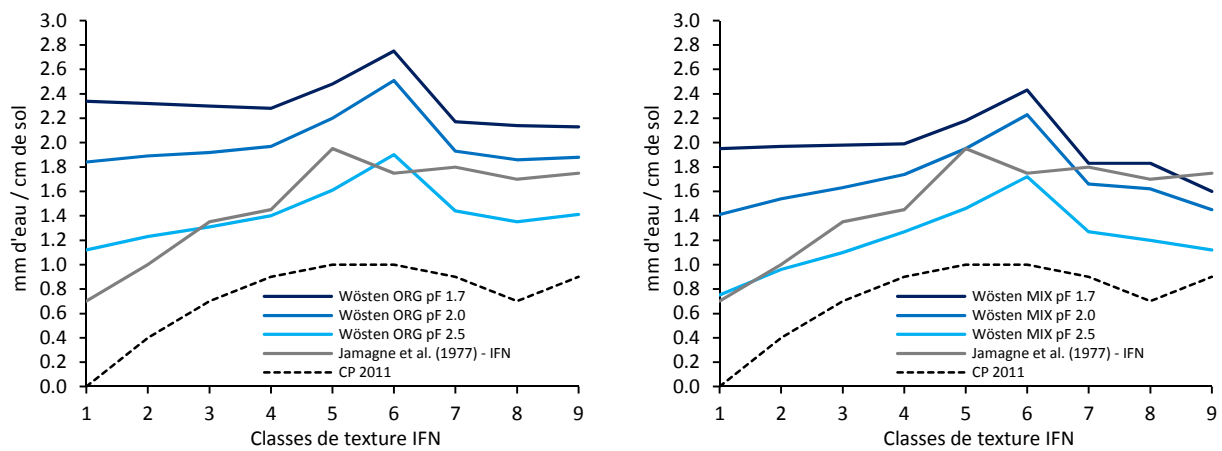 mm d'eau / cm de sol
3.0
2.8
2.6
2.4
2.2
2.0
1.8
1.6
1.4
1.2
1.0
0.8
0.6
0.4
0.2
0.0
Wösten ORG pF 1.7
Wösten ORG pF 2.0
Wösten ORG pF 2.5
Jamagne et al. (1977) - IFN
CP 2011
1 2 3 4 5 6 7 8 9
Classes de texture IFN
mm d'eau / cm de sol
3.0
2.8
2.6
2.4
2.2
2.0
1.8
1.6
1.4
1.2
1.0
0.8
0.6
0.4
0.2
0.0
Wösten MIX pF 1.7
Wösten MIX pF 2.0
Wösten MIX pF 2.5
Jamagne et al. (1977) - IFN
CP 2011
1 2 3 4 5 6 7 8 9
Classes de texture IFN